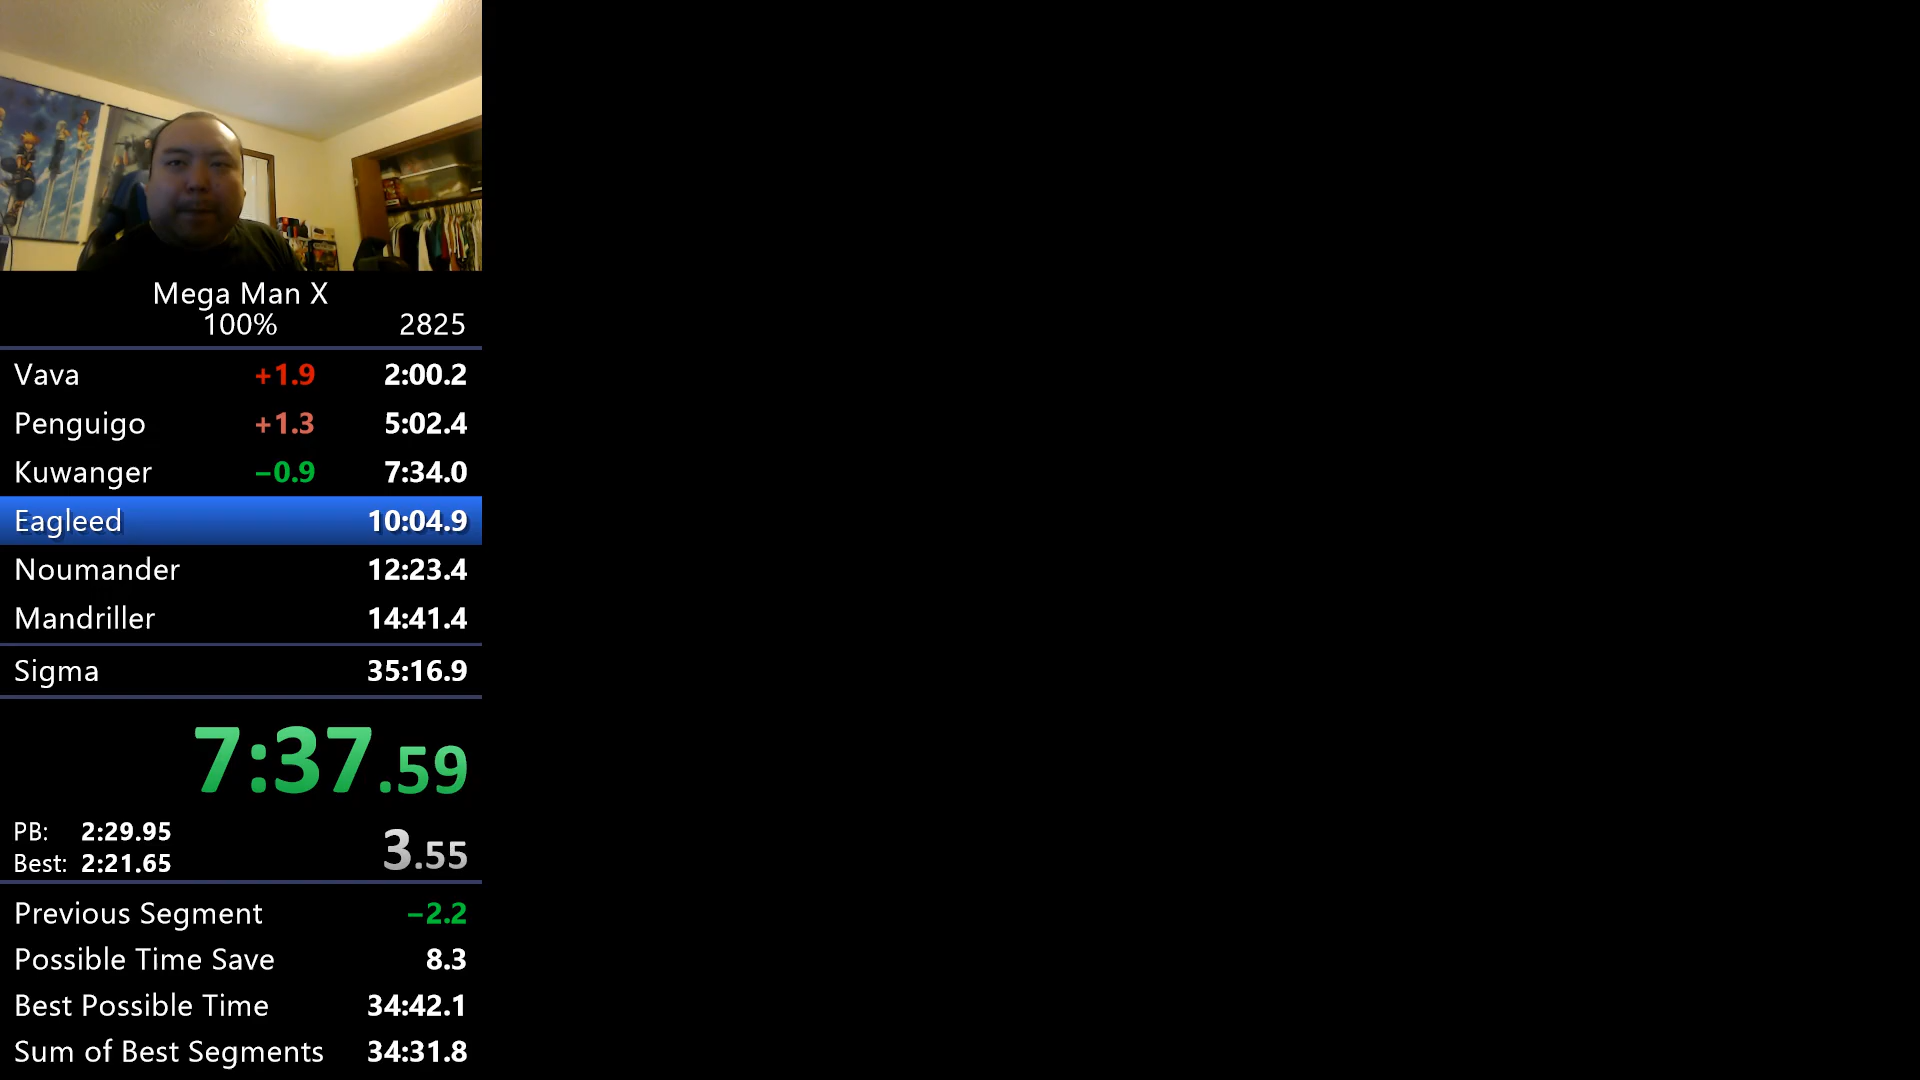 Mega Man X
100% 2825
Vava +1.9 2:00.2
Penguigo +1.3 5:02.4
Kuwanger −0.9 7:34.0
Eagleed 10:04.9
Noumander 12:23.4
Mandriller 14:41.4
Sigma 35:16.9
7:37.59
PB: 2:29.95
3.55
Best: 2:21.65
Previous Segment −2.2
Possible Time Save 8.3
Best Possible Time 34:42.1
Sum of Best Segments 34:31.8